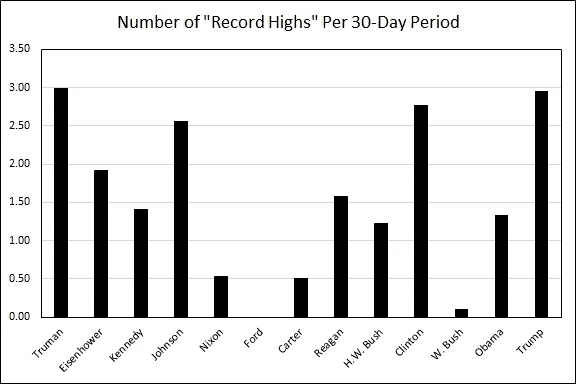 Number of "Record Highs" Per 30-Day Period
3.50
3.00
2.50
2.00
1.50
1.00
0.50
0.00
Truman
Eisenhower
Kennedy
Johnson
Nixon
Ford
Carter
Reagan
H.W. Bush
Clinton
W. Bush
Obama
Trump